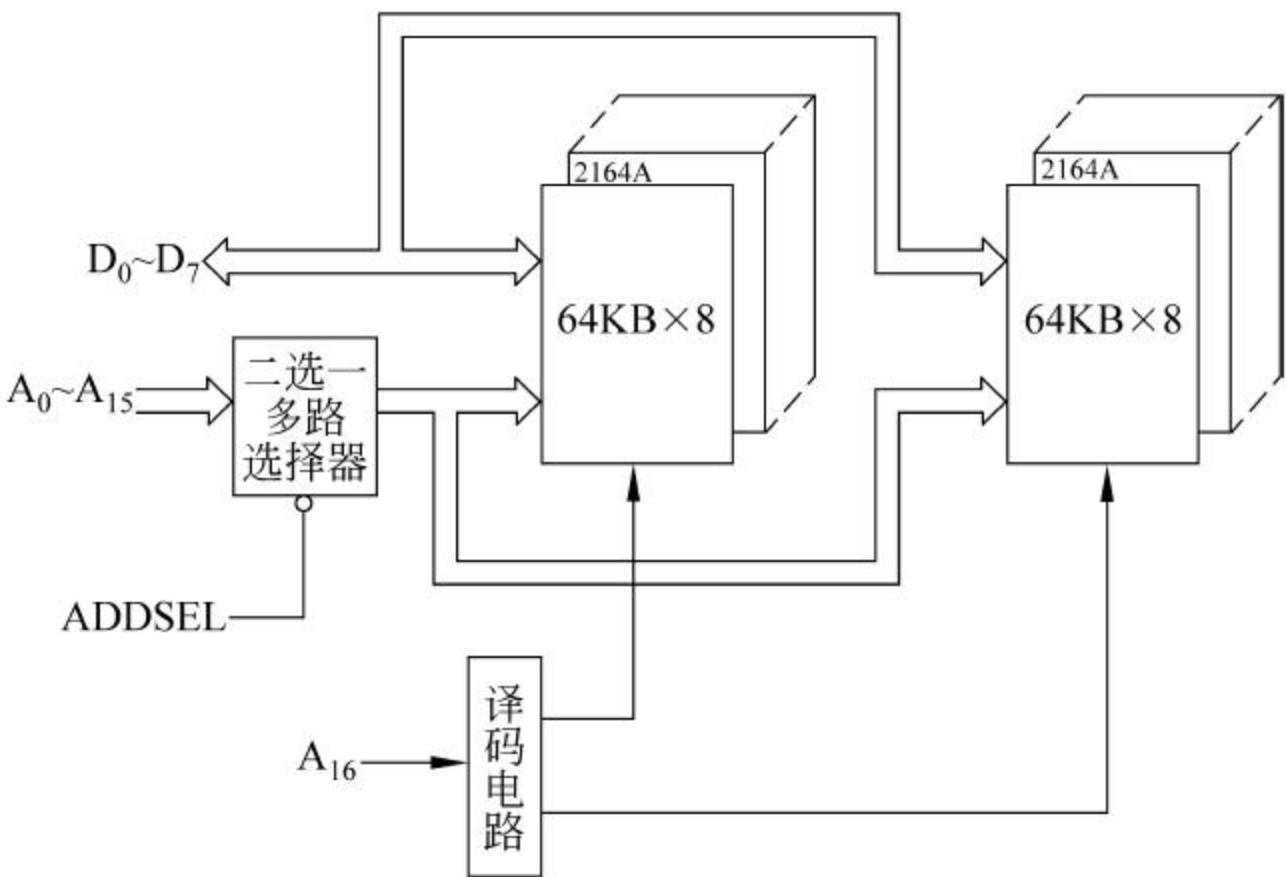 2164A
2164A
D₀~D₇
64KB×8
64KB×8
A₀~A₁₅
二选一
多路
选择器
ADDSEL
A₁₆
译
码
电
路